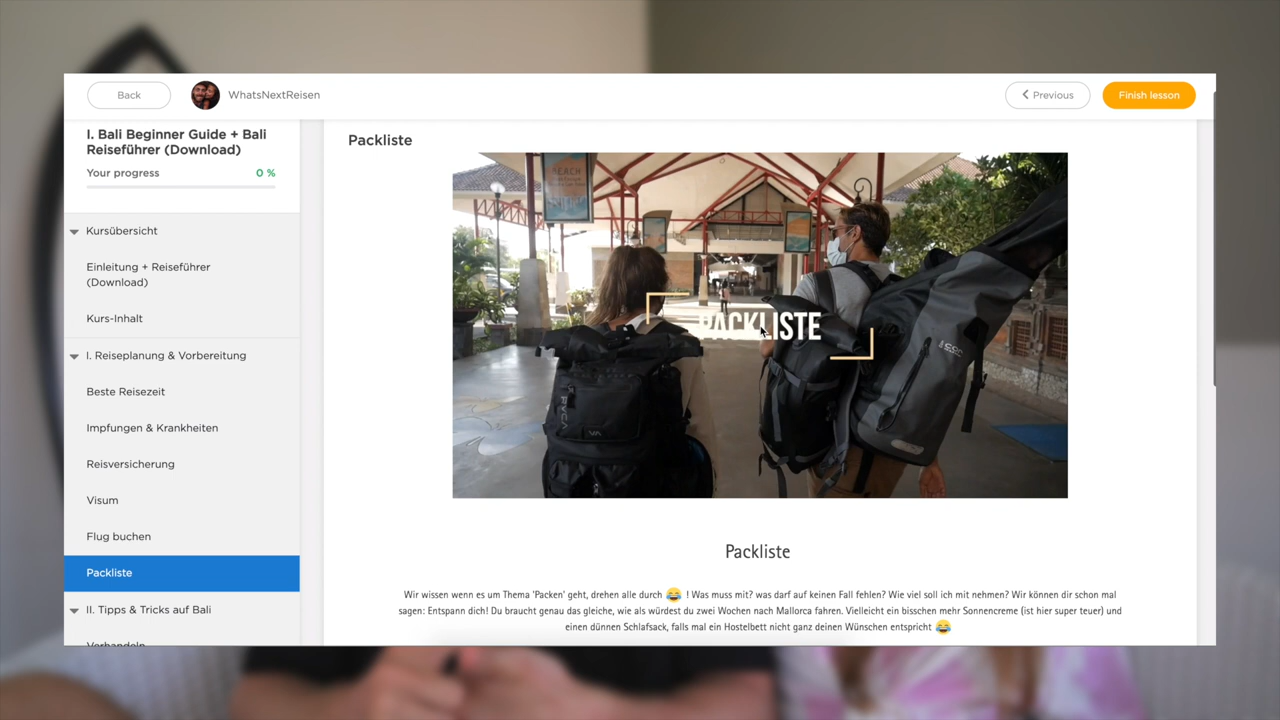 Back
WhatsNextReisen
Previous
Finish lesson
I. Bali Beginner Guide + Bali
Reiseführer (Download)
Your progress
0 %
Kursübersicht
Einleitung + Reiseführer
(Download)
Kurs-Inhalt
I. Reiseplanung & Vorbereitung
Beste Reisezeit
Impfungen & Krankheiten
Reisversicherung
Visum
Flug buchen
Packliste
II. Tipps & Tricks auf Bali
Verhandeln
Packliste
BEACH
PACKLISTE
RVCA
VA
Packliste
Wir wissen wenn es um Thema 'Packen' geht, drehen alle durch 😂 ! Was muss mit? was darf auf keinen Fall fehlen? Wie viel soll ich mit nehmen? Wir können dir schon mal
sagen: Entspann dich! Du braucht genau das gleiche, wie als würdest du zwei Wochen nach Mallorca fahren. Vielleicht ein bisschen mehr Sonnencreme (ist hier super teuer) und
einen dünnen Schlafsack, falls mal ein Hostelbett nicht ganz deinen Wünschen entspricht 😂